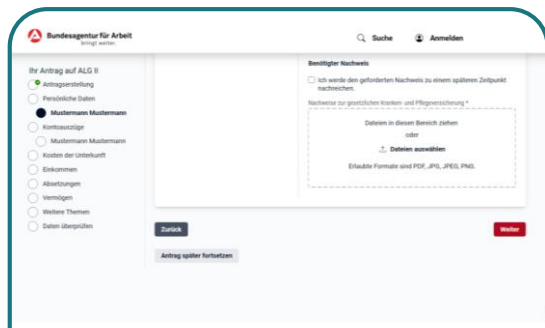 Bundesagentur für Arbeit
bringt weiter.
Suche
Anmelden
Ihr Antrag auf ALG II
Antragserstellung
Persönliche Daten
Mustermann Mustermann
Kontoauszüge
Mustermann Mustermann
Kosten der Unterkunft
Einkommen
Absetzungen
Vermögen
Weitere Themen
Daten überprüfen
Benötigter Nachweis
Ich werde den geforderten Nachweis zu einem späteren Zeitpunkt
nachreichen.
Nachweise zur gesetzlichen Kranken- und Pflegeversicherung *
Dateien in diesen Bereich ziehen
oder
Dateien auswählen
Erlaubte Formate sind PDF, JPG, JPEG, PNG.
Zurück
Weiter
Antrag später fortsetzen